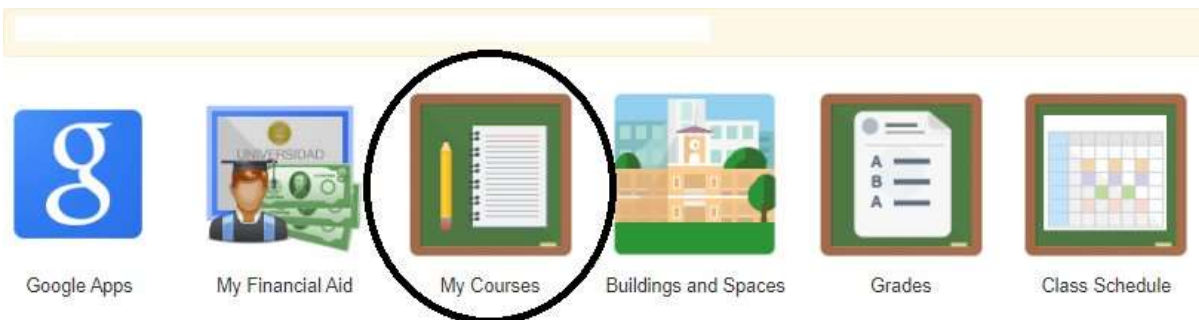 g
UNIVERSIDAD
A
B
A
Google Apps
My Financial Aid
My Courses
Buildings and Spaces
Grades
Class Schedule